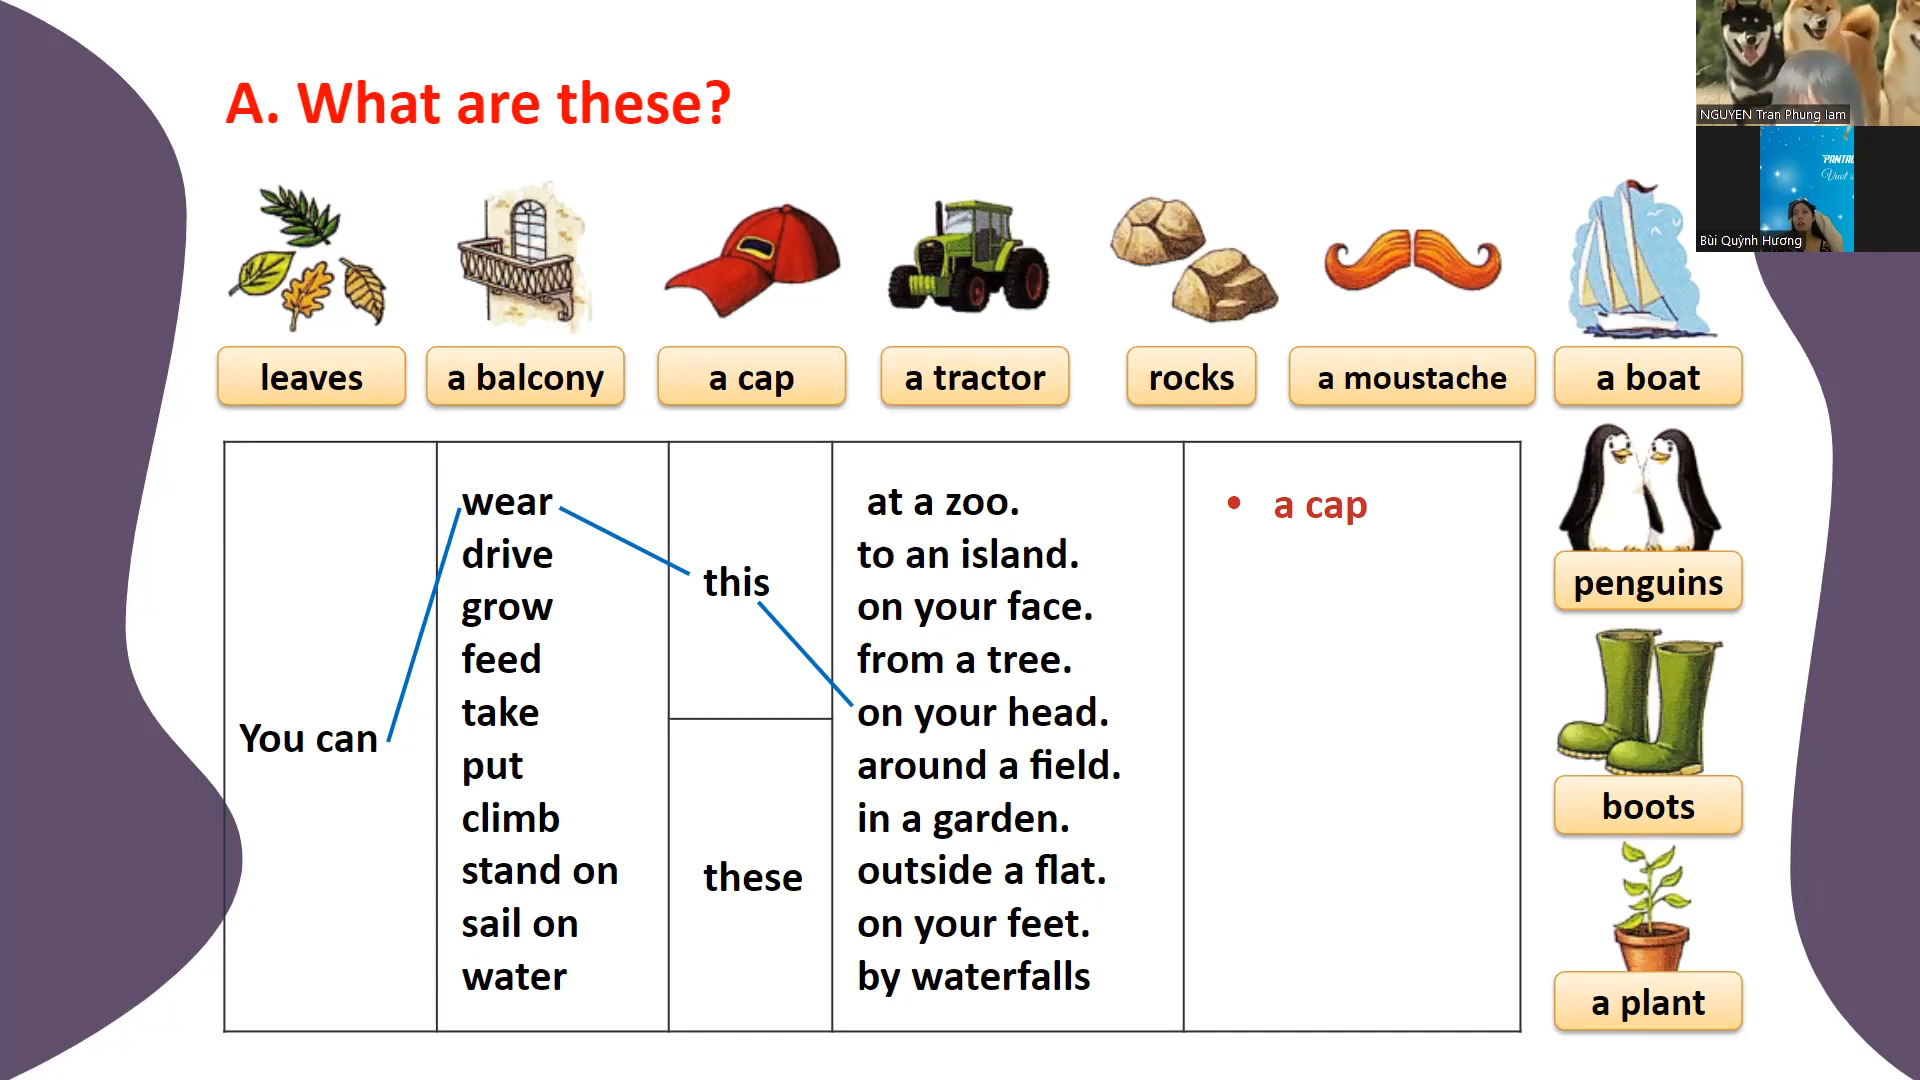 A. What are these?
NGUYEN Tran Phung lam
Bùi Quỳnh Hương
leaves
a balcony
a cap
a tractor
rocks
a moustache
a boat
penguins
boots
a plant
You can
wear
drive
grow
feed
take
put
climb
stand on
sail on
water
this
these
at a zoo.
to an island.
on your face.
from a tree.
on your head.
around a field.
in a garden.
outside a flat.
on your feet.
by waterfalls
• a cap